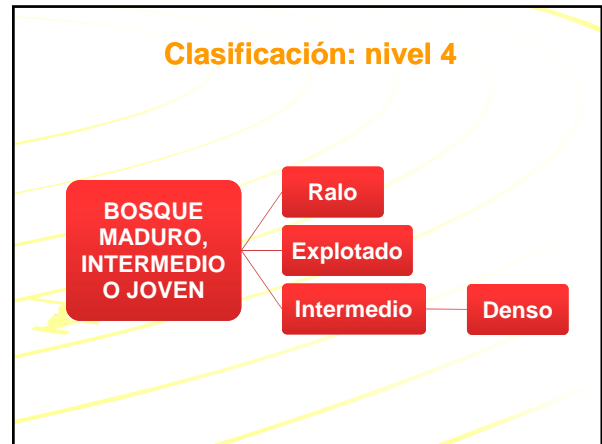 Clasificación: nivel 4
BOSQUE
MADURO,
INTERMEDIO
O JOVEN
Ralo
Explotado
Intermedio
Denso